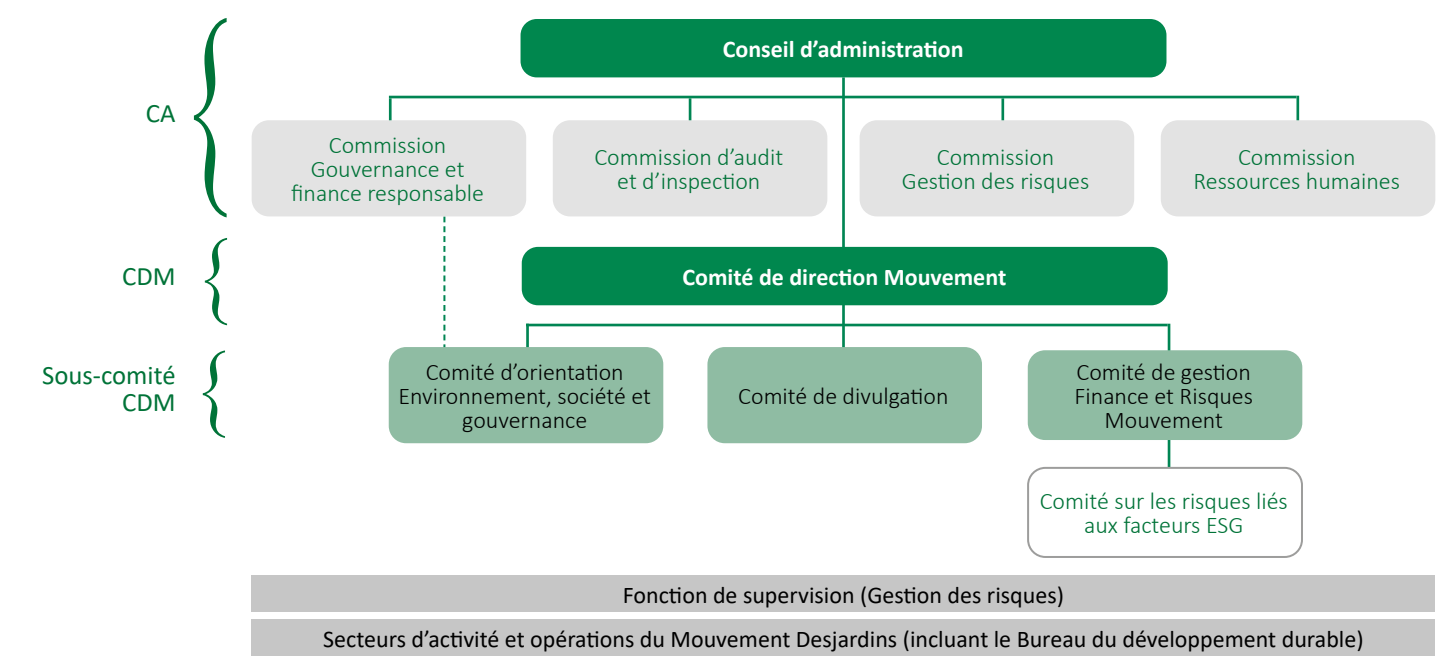 Conseil d'administration
CA
Commission
Gouvernance et
finance responsable
Commission d'audit
et d'inspection
Commission
Gestion des risques
Commission
Ressources humaines
CDM
Comité de direction Mouvement
Sous-comité
CDM
Comité d'orientation
Environnement, société et
gouvernance
Comité de divulgation
Comité de gestion
Finance et Risques
Mouvement
Comité sur les risques liés
aux facteurs ESG
Fonction de supervision (Gestion des risques)
Secteurs d'activité et opérations du Mouvement Desjardins (incluant le Bureau du développement durable)